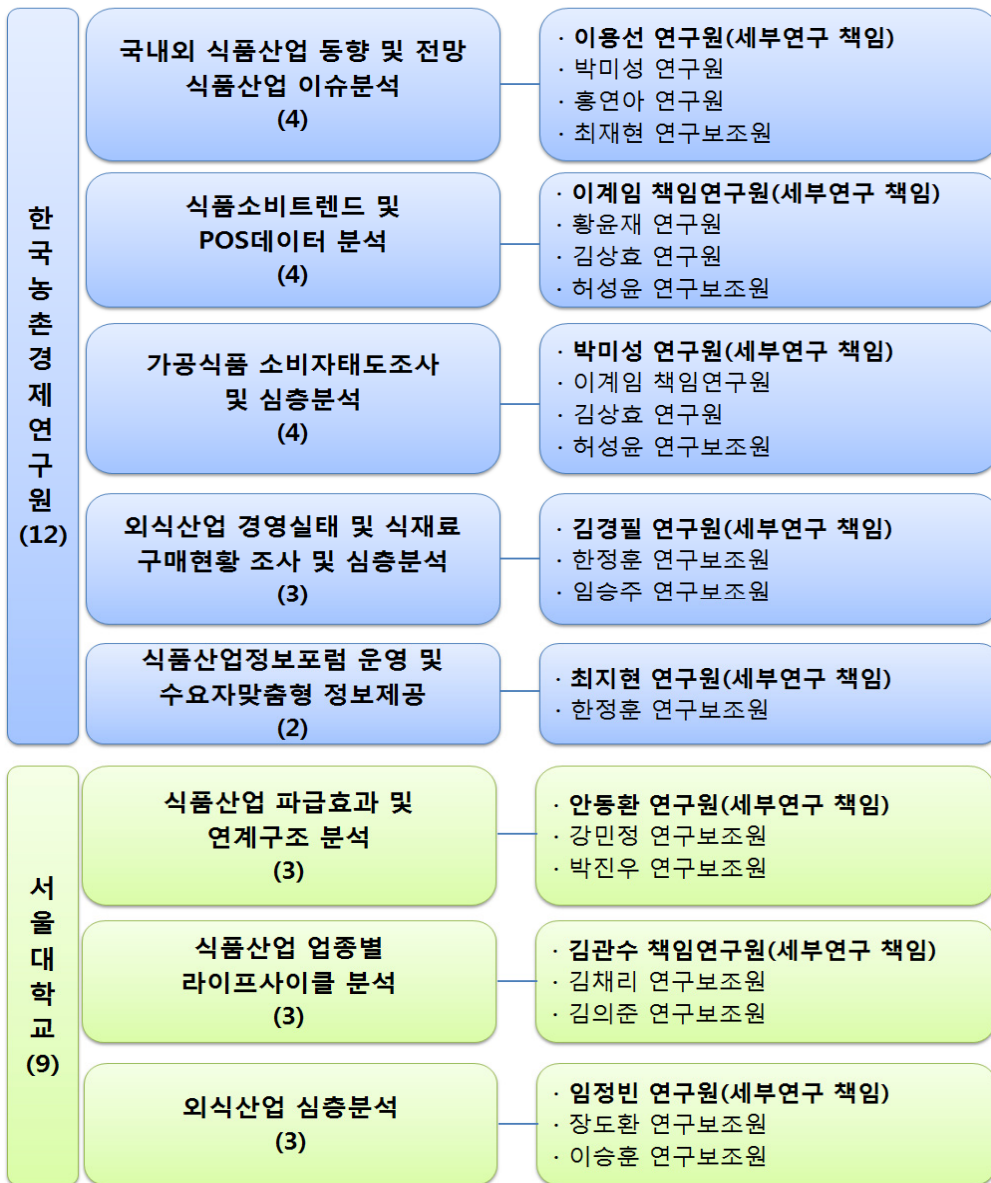 한국농촌경제연구원
(12)
국내외 식품산업 동향 및 전망
식품산업 이슈분석
(4)
· 이용선 연구원(세부연구 책임)
· 박미성 연구원
· 홍연아 연구원
· 최재현 연구보조원
식품소비트렌드 및
POS데이터 분석
(4)
· 이계임 책임연구원(세부연구 책임)
· 황윤재 연구원
· 김상효 연구원
· 허성윤 연구보조원
가공식품 소비자태도조사
및 심층분석
(4)
· 박미성 연구원(세부연구 책임)
· 이계임 책임연구원
· 김상효 연구원
· 허성윤 연구보조원
외식산업 경영실태 및 식재료
구매현황 조사 및 심층분석
(3)
· 김경필 연구원(세부연구 책임)
· 한정훈 연구보조원
· 임승주 연구보조원
식품산업정보포럼 운영 및
수요자맞춤형 정보제공
(2)
· 최지현 연구원(세부연구 책임)
· 한정훈 연구보조원
서울대학교
(9)
식품산업 파급효과 및
연계구조 분석
(3)
· 안동환 연구원(세부연구 책임)
· 강민정 연구보조원
· 박진우 연구보조원
식품산업 업종별
라이프사이클 분석
(3)
· 김관수 책임연구원(세부연구 책임)
· 김채리 연구보조원
· 김의준 연구보조원
외식산업 심층분석
(3)
· 임정빈 연구원(세부연구 책임)
· 장도환 연구보조원
· 이승훈 연구보조원